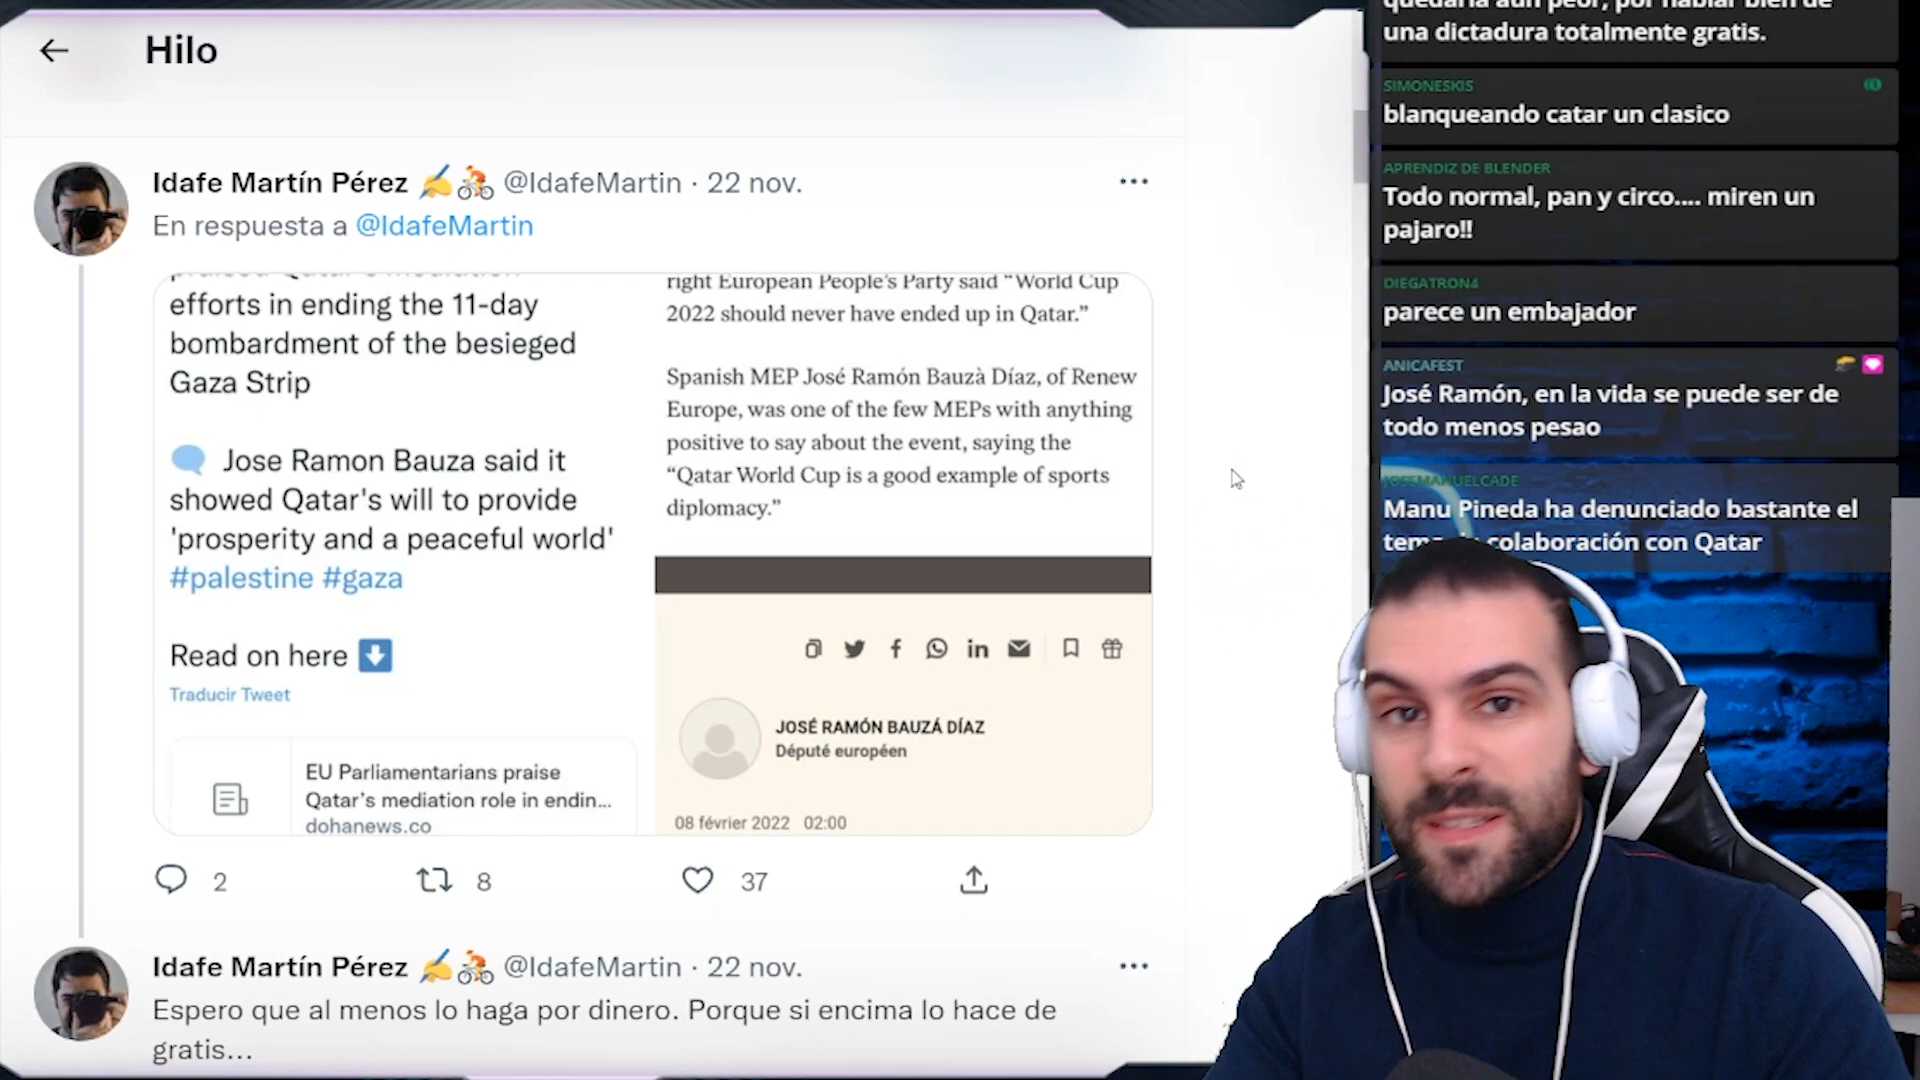 Hilo
Idafe Martín Pérez ✍️🚴 @IdafeMartin · 22 nov.
En respuesta a @IdafeMartin
efforts in ending the 11-day
bombardment of the besieged
Gaza Strip
Jose Ramon Bauza said it
showed Qatar's will to provide
'prosperity and a peaceful world'
#palestine #gaza
Read on here ⬇️
Traducir Tweet
EU Parliamentarians praise
Qatar's mediation role in endin...
dohanews.co
right European People's Party said “World Cup
2022 should never have ended up in Qatar.”
Spanish MEP José Ramón Bauzà Díaz, of Renew
Europe, was one of the few MEPs with anything
positive to say about the event, saying the
“Qatar World Cup is a good example of sports
diplomacy.”
JOSÉ RAMÓN BAUZÁ DÍAZ
Député européen
08 février 2022 02:00
2 8 37
Idafe Martín Pérez ✍️🚴 @IdafeMartin · 22 nov.
Espero que al menos lo haga por dinero. Porque si encima lo hace de
gratis...
quedaría aun peor, por hablar bien de
una dictadura totalmente gratis.
SIMONESKIS
blanqueando catar un clasico
APRENDIZ DE BLENDER
Todo normal, pan y circo.... miren un
pajaro!!
DIEGATRON4
parece un embajador
ANICAFEST
José Ramón, en la vida se puede ser de
todo menos pesao
JOSEMANUELCADE
Manu Pineda ha denunciado bastante el
colaboración con Qatar